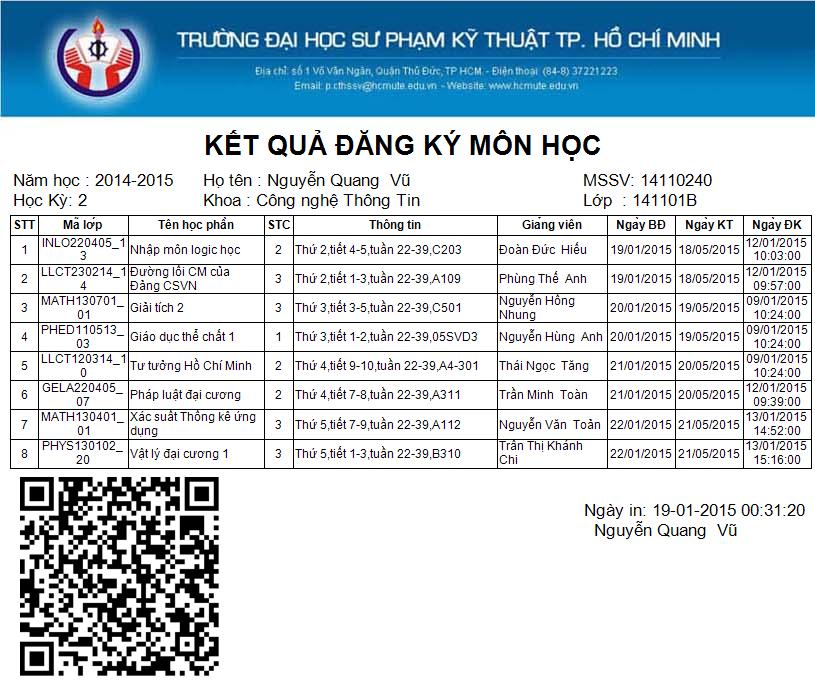 TRƯỜNG ĐẠI HỌC SƯ PHẠM KỸ THUẬT TP. HỒ CHÍ MINH
Địa chỉ: số 1 Võ Văn Ngân, Quận Thủ Đức, TP HCM. - Điện thoại: (84-8) 37221223
Email: p.cthssv@hcmute.edu.vn - Website: www.hcmute.edu.vn
KẾT QUẢ ĐĂNG KÝ MÔN HỌC
Năm học : 2014-2015 Họ tên : Nguyễn Quang Vũ MSSV: 14110240
Học Kỳ: 2 Khoa : Công nghệ Thông Tin Lớp : 141101B
STT Mã lớp Tên học phần STC Thông tin Giảng viên Ngày BĐ Ngày KT Ngày ĐK
1 INLO220405_1 Nhập môn logic học 2 Thứ 2,tiết 4-5,tuần 22-39,C203 Đoàn Đức Hiếu 19/01/2015 18/05/2015 12/01/2015
3 10:03:00
2 LLCT230214_1 Đường lối CM của 3 Thứ 2,tiết 1-3,tuần 22-39,A109 Phùng Thế Anh 19/01/2015 18/05/2015 12/01/2015
4 Đảng CSVN 09:57:00
3 MATH130701_ Giải tích 2 3 Thứ 3,tiết 3-5,tuần 22-39,C501 Nguyễn Hồng 20/01/2015 19/05/2015 09/01/2015
01 Nhung 10:24:00
4 PHED110513_ Giáo dục thể chất 1 1 Thứ 3,tiết 1-2,tuần 22-39,05SVD3 Nguyễn Hùng Anh 20/01/2015 19/05/2015 09/01/2015
03 10:24:00
5 LLCT120314_1 Tư tưởng Hồ Chí Minh 2 Thứ 4,tiết 9-10,tuần 22-39,A4-301 Thái Ngọc Tăng 21/01/2015 20/05/2015 09/01/2015
0 10:24:00
6 GELA220405_ Pháp luật đại cương 2 Thứ 4,tiết 7-8,tuần 22-39,A311 Trần Minh Toàn 21/01/2015 20/05/2015 12/01/2015
07 09:39:00
7 MATH130401_ Xác suất Thống kê ứng 3 Thứ 5,tiết 7-9,tuần 22-39,A112 Nguyễn Văn Toản 22/01/2015 21/05/2015 13/01/2015
01 dụng 14:52:00
8 PHYS130102_ Vật lý đại cương 1 3 Thứ 5,tiết 1-3,tuần 22-39,B310 Trần Thị Khánh 22/01/2015 21/05/2015 13/01/2015
20 Chi 15:16:00
Ngày in: 19-01-2015 00:31:20
Nguyễn Quang Vũ